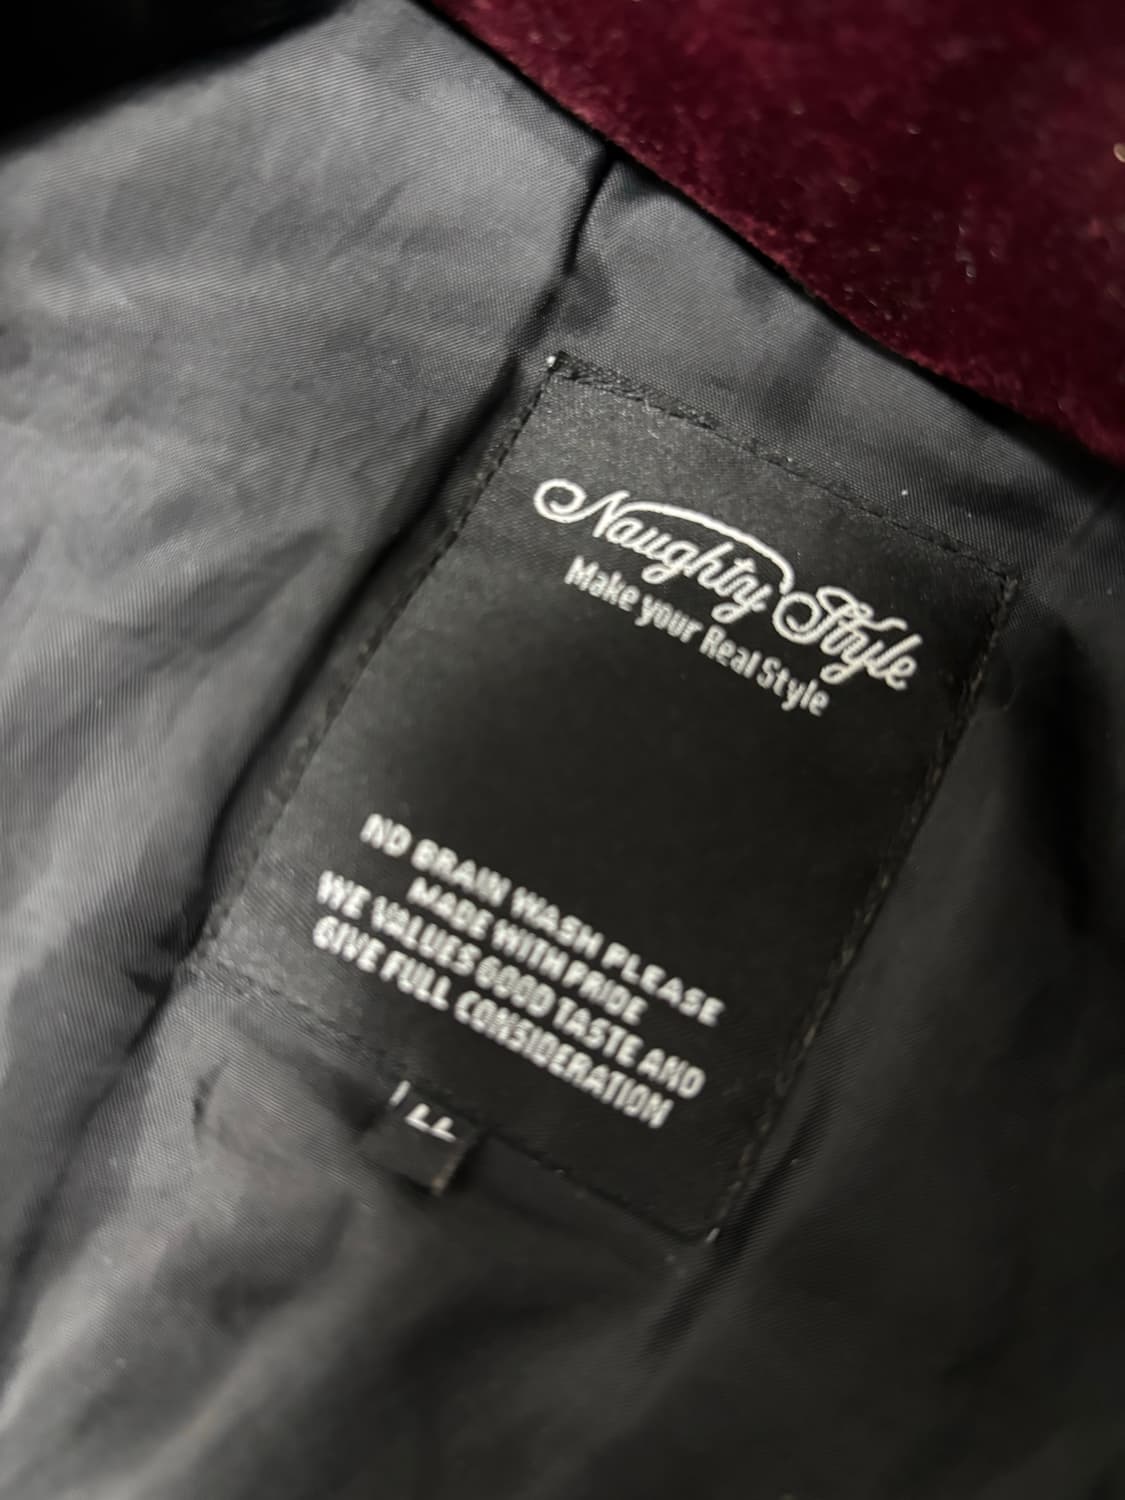 Naughty Style
Make your Real Style
NO BRAIN WASH PLEASE
MADE WITH PRIDE
WE VALUES GOOD TASTE AND
GIVE FULL CONSIDERATION
LL